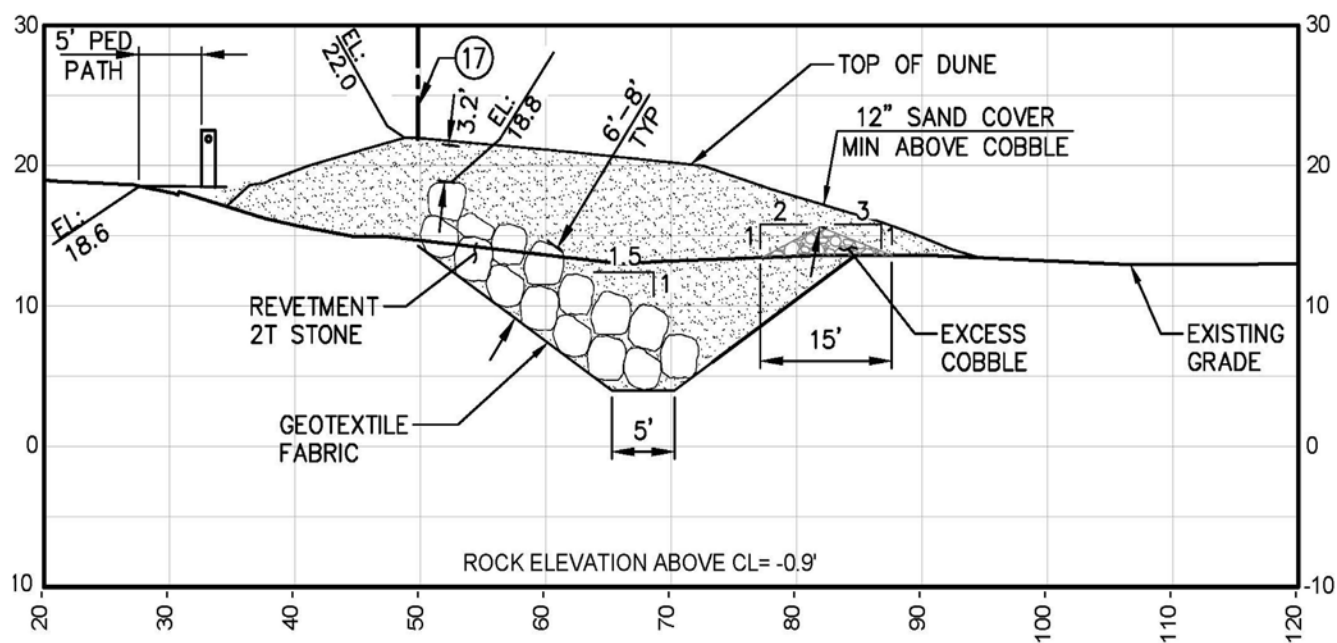 30
20
10
0
10
5' PED
PATH
EL:
22.0
17
3.2'
EL:
18.8
6'-8'
TYP
TOP OF DUNE
12" SAND COVER
MIN ABOVE COBBLE
30
20
10
0
-10
EL:
18.6
2
1
3
1
1.5
1
REVETMENT
2T STONE
GEOTEXTILE
FABRIC
5'
15'
EXCESS
COBBLE
EXISTING
GRADE
ROCK ELEVATION ABOVE CL= -0.9'
20
30
40
50
60
70
80
90
100
110
120